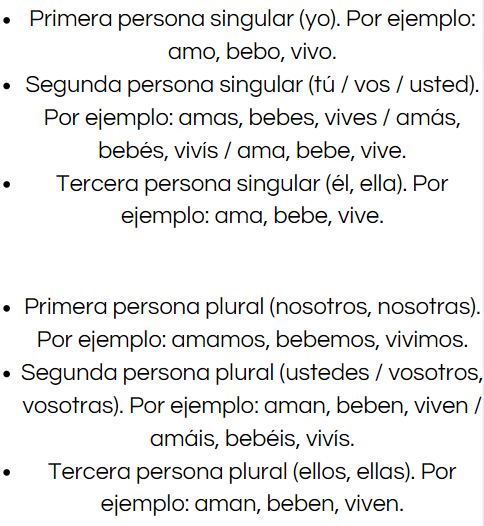 • Primera persona singular (yo). Por ejemplo:
amo, bebo, vivo.
• Segunda persona singular (tú / vos / usted).
Por ejemplo: amas, bebes, vives / amás,
bebés, vivís / ama, bebe, vive.
• Tercera persona singular (él, ella). Por
ejemplo: ama, bebe, vive.
• Primera persona plural (nosotros, nosotras).
Por ejemplo: amamos, bebemos, vivimos.
• Segunda persona plural (ustedes / vosotros,
vosotras). Por ejemplo: aman, beben, viven /
amáis, bebéis, vivís.
• Tercera persona plural (ellos, ellas). Por
ejemplo: aman, beben, viven.